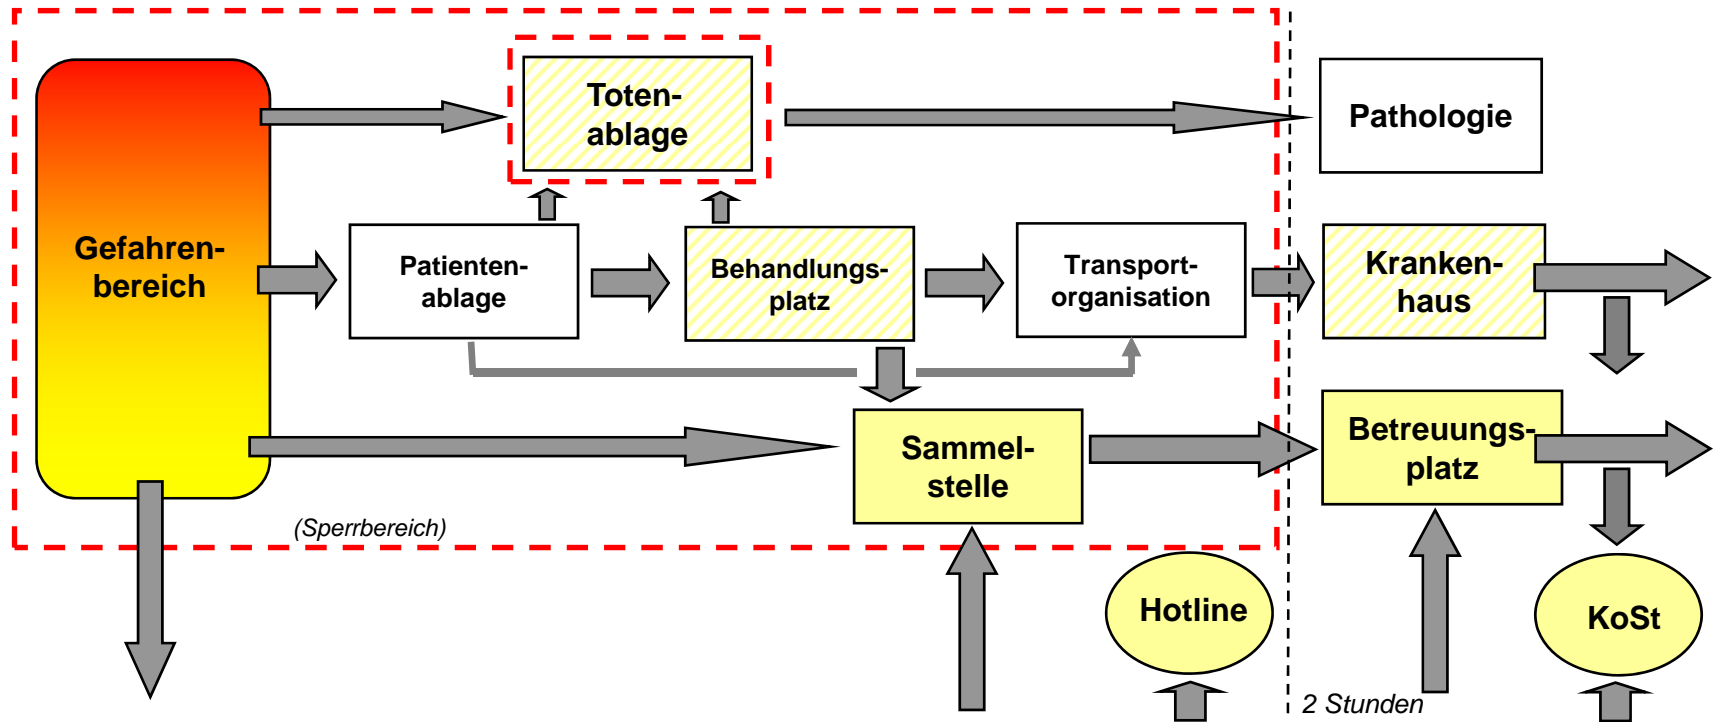 Toten-
ablage
Pathologie
Gefahren-
bereich
Patienten-
ablage
Behandlungs-
platz
Transport-
organisation
Kranken-
haus
Sammel-
stelle
Betreuungs-
platz
(Sperrbereich)
Hotline
KoSt
2 Stunden